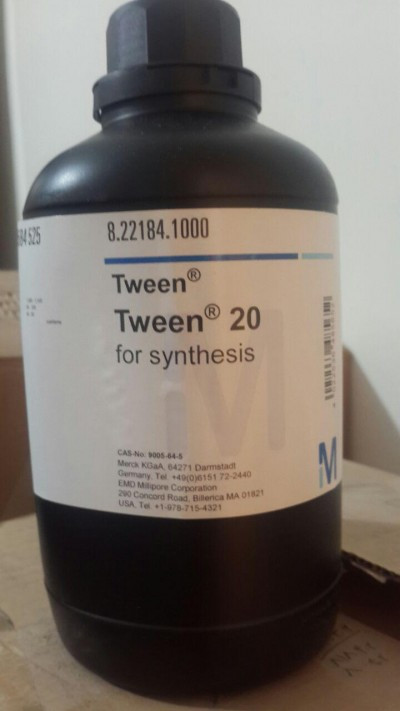 8.22184.1000
Tween®
Tween® 20
for synthesis
CAS-No: 9005-64-5
Merck KGaA, 64271 Darmstadt
Germany, Tel. +49(0)6151 72-2440
EMD Millipore Corporation
290 Concord Road, Billerica MA 01821
USA, Tel. +1-978-715-4321
M